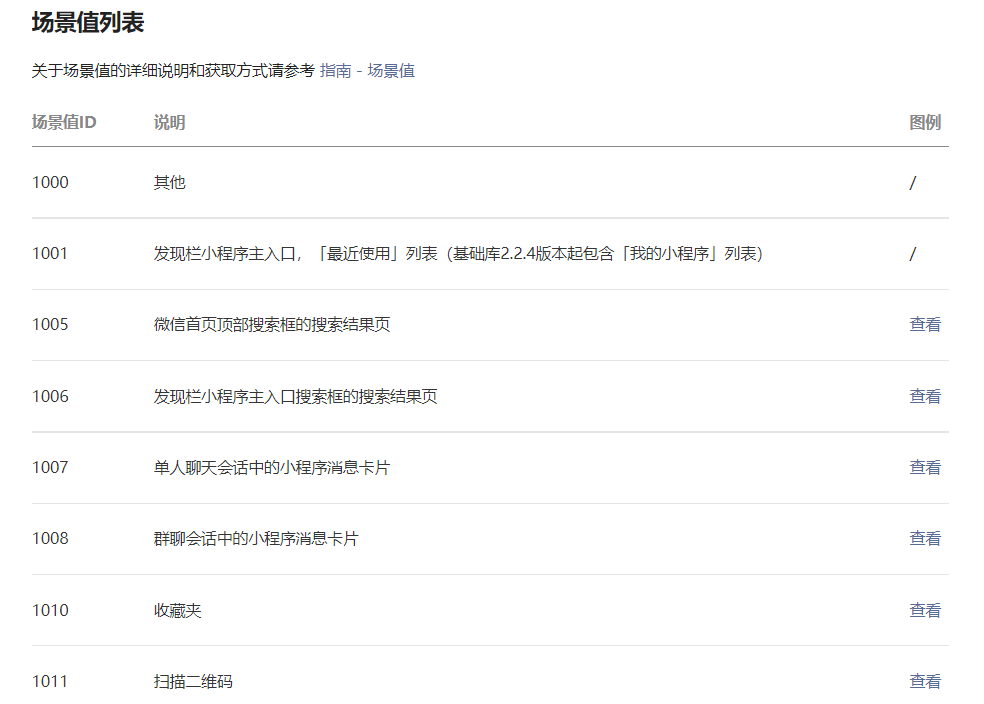 场景值列表
关于场景值的详细说明和获取方式请参考 指南 - 场景值
场景值ID 说明 图例
1000 其他 /
1001 发现栏小程序主入口，「最近使用」列表（基础库2.2.4版本起包含「我的小程序」列表） /
1005 微信首页顶部搜索框的搜索结果页 查看
1006 发现栏小程序主入口搜索框的搜索结果页 查看
1007 单人聊天会话中的小程序消息卡片 查看
1008 群聊会话中的小程序消息卡片 查看
1010 收藏夹 查看
1011 扫描二维码 查看